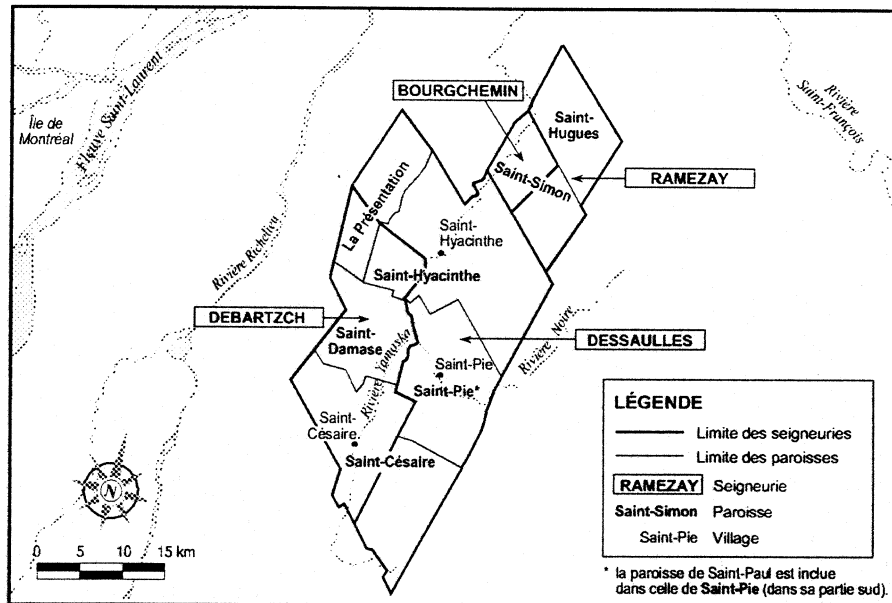 Fleuve Saint-Laurent
Île de
Montréal
Rivière Richelieu
Rivière
Saint-François
BOURGCHEMIN
Saint-
Hugues
Saint-Simon
RAMEZAY
La Présentation
Saint-
Hyacinthe
Saint-Hyacinthe
DEBARTZCH
Saint-
Damase
Rivière Yamaska
DESSAULLES
Rivière Noire
Saint-Pie
Saint-Pie*
Saint-
Césaire
Saint-Césaire
N
0 5 10 15 km
LÉGENDE
Limite des seigneuries
Limite des paroisses
RAMEZAY Seigneurie
Saint-Simon Paroisse
Saint-Pie Village
* la paroisse de Saint-Paul est incluse
dans celle de Saint-Pie (dans sa partie sud).